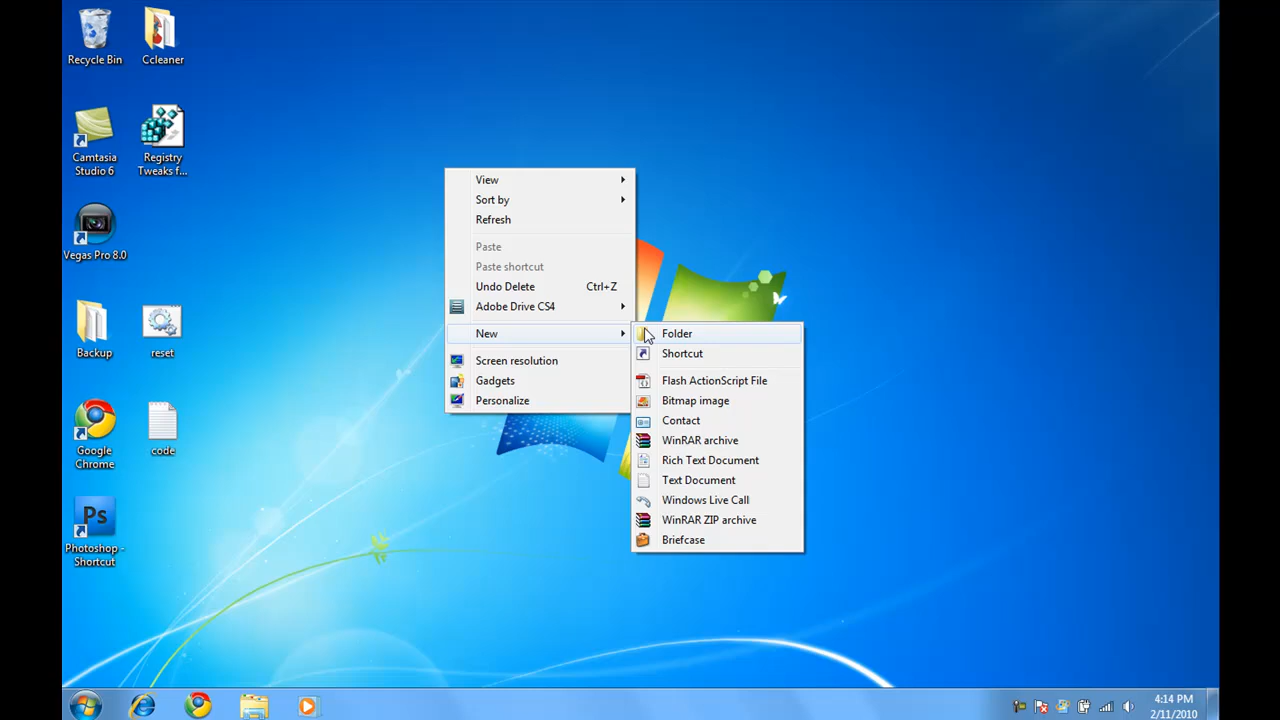 Recycle Bin
Ccleaner
Camtasia
Studio 6
Registry
Tweaks f...
Vegas Pro 8.0
Backup
reset
Google
Chrome
code
Ps
Photoshop -
Shortcut
View
Sort by
Refresh
Paste
Paste shortcut
Undo Delete Ctrl+Z
Adobe Drive CS4
New
Screen resolution
Gadgets
Personalize
Folder
Shortcut
Flash ActionScript File
Bitmap image
Contact
WinRAR archive
Rich Text Document
Text Document
Windows Live Call
WinRAR ZIP archive
Briefcase
4:14 PM
2/11/2010